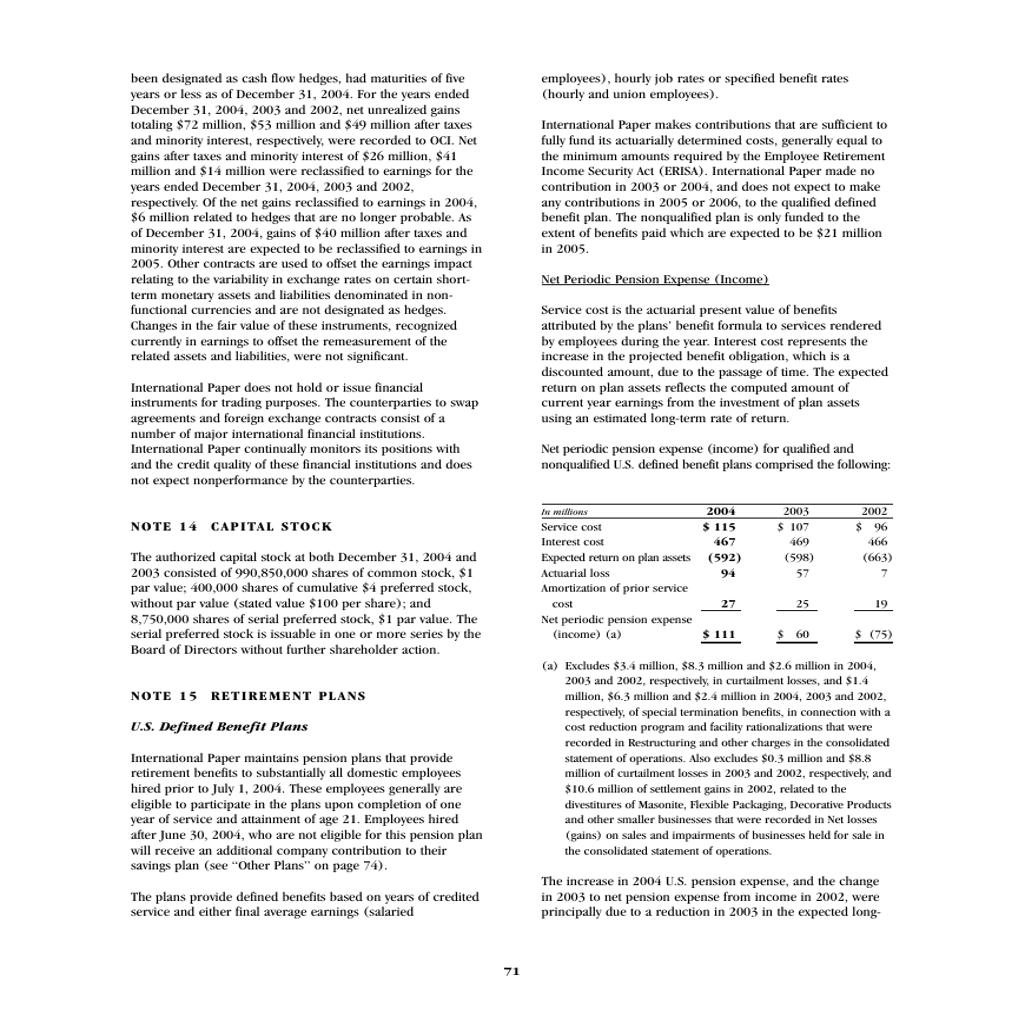 been designated as cash flow hedges, had maturities of five
years or less as of December 31, 2004. For the years ended
December 31, 2004, 2003 and 2002, net unrealized gains
totaling $72 million, $53 million and $49 million after taxes
and minority interest, respectively, were recorded to OCI. Net
gains after taxes and minority interest of $26 million, $41
million and $14 million were reclassified to earnings for the
years ended December 31, 2004, 2003 and 2002,
respectively. Of the net gains reclassified to earnings in 2004,
$6 million related to hedges that are no longer probable. As
of December 31, 2004, gains of $40 million after taxes and
minority interest are expected to be reclassified to earnings in
2005. Other contracts are used to offset the earnings impact
relating to the variability in exchange rates on certain short-
term monetary assets and liabilities denominated in non-
functional currencies and are not designated as hedges.
Changes in the fair value of these instruments, recognized
currently in earnings to offset the remeasurement of the
related assets and liabilities, were not significant.
International Paper does not hold or issue financial
instruments for trading purposes. The counterparties to swap
agreements and foreign exchange contracts consist of a
number of major international financial institutions.
International Paper continually monitors its positions with
and the credit quality of these financial institutions and does
not expect nonperformance by the counterparties.
NOTE 14 CAPITAL STOCK
The authorized capital stock at both December 31, 2004 and
2003 consisted of 990,850,000 shares of common stock, $1
par value; 400,000 shares of cumulative $4 preferred stock,
without par value (stated value $100 per share); and
8,750,000 shares of serial preferred stock, $1 par value. The
serial preferred stock is issuable in one or more series by the
Board of Directors without further shareholder action.
NOTE 15 RETIREMENT PLANS
U.S. Defined Benefit Plans
International Paper maintains pension plans that provide
retirement benefits to substantially all domestic employees
hired prior to July 1, 2004. These employees generally are
eligible to participate in the plans upon completion of one
year of service and attainment of age 21. Employees hired
after June 30, 2004, who are not eligible for this pension plan
will receive an additional company contribution to their
savings plan (see “Other Plans” on page 74).
The plans provide defined benefits based on years of credited
service and either final average earnings (salaried
employees), hourly job rates or specified benefit rates
(hourly and union employees).
International Paper makes contributions that are sufficient to
fully fund its actuarially determined costs, generally equal to
the minimum amounts required by the Employee Retirement
Income Security Act (ERISA). International Paper made no
contribution in 2003 or 2004, and does not expect to make
any contributions in 2005 or 2006, to the qualified defined
benefit plan. The nonqualified plan is only funded to the
extent of benefits paid which are expected to be $21 million
in 2005.
Net Periodic Pension Expense (Income)
Service cost is the actuarial present value of benefits
attributed by the plans’ benefit formula to services rendered
by employees during the year. Interest cost represents the
increase in the projected benefit obligation, which is a
discounted amount, due to the passage of time. The expected
return on plan assets reflects the computed amount of
current year earnings from the investment of plan assets
using an estimated long-term rate of return.
Net periodic pension expense (income) for qualified and
nonqualified U.S. defined benefit plans comprised the following:
In millions 2004 2003 2002
Service cost $ 115 $ 107 $ 96
Interest cost 467 469 466
Expected return on plan assets (592) (598) (663)
Actuarial loss 94 57 7
Amortization of prior service
cost 27 25 19
Net periodic pension expense
(income) (a) $ 111 $ 60 $ (75)
(a) Excludes $3.4 million, $8.3 million and $2.6 million in 2004,
2003 and 2002, respectively, in curtailment losses, and $1.4
million, $6.3 million and $2.4 million in 2004, 2003 and 2002,
respectively, of special termination benefits, in connection with a
cost reduction program and facility rationalizations that were
recorded in Restructuring and other charges in the consolidated
statement of operations. Also excludes $0.3 million and $8.8
million of curtailment losses in 2003 and 2002, respectively, and
$10.6 million of settlement gains in 2002, related to the
divestitures of Masonite, Flexible Packaging, Decorative Products
and other smaller businesses that were recorded in Net losses
(gains) on sales and impairments of businesses held for sale in
the consolidated statement of operations.
The increase in 2004 U.S. pension expense, and the change
in 2003 to net pension expense from income in 2002, were
principally due to a reduction in 2003 in the expected long-
71